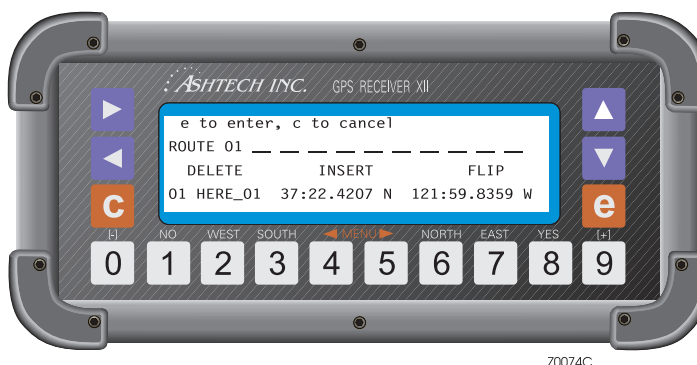 ASHTECH INC. GPS RECEIVER XII
e to enter, c to cancel
ROUTE 01 _ _ _ _ _ _ _ _ _ _
DELETE INSERT FLIP
01 HERE_01 37:22.4207 N 121:59.8359 W
c e
[-] NO WEST SOUTH MENU NORTH EAST YES [+]
0 1 2 3 4 5 6 7 8 9
70074C